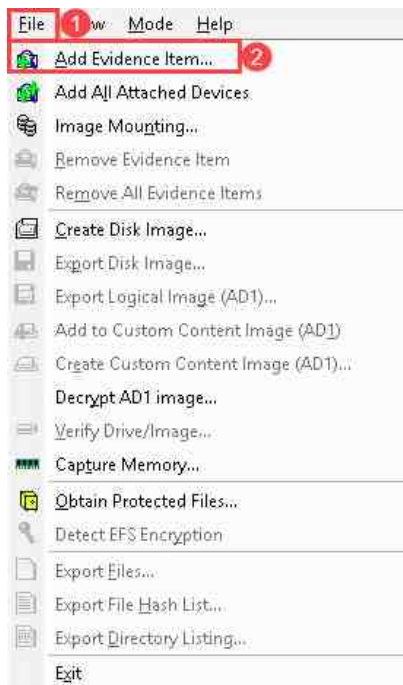 File 1 w Mode Help
Add Evidence Item... 2
Add All Attached Devices
Image Mounting...
Remove Evidence Item
Remove All Evidence Items
Create Disk Image...
Export Disk Image...
Export Logical Image (AD1)...
Add to Custom Content Image (AD1)
Create Custom Content Image (AD1)...
Decrypt AD1 image...
Verify Drive/Image...
Capture Memory...
Obtain Protected Files...
Detect EFS Encryption
Export Files...
Export File Hash List...
Export Directory Listing...
Exit